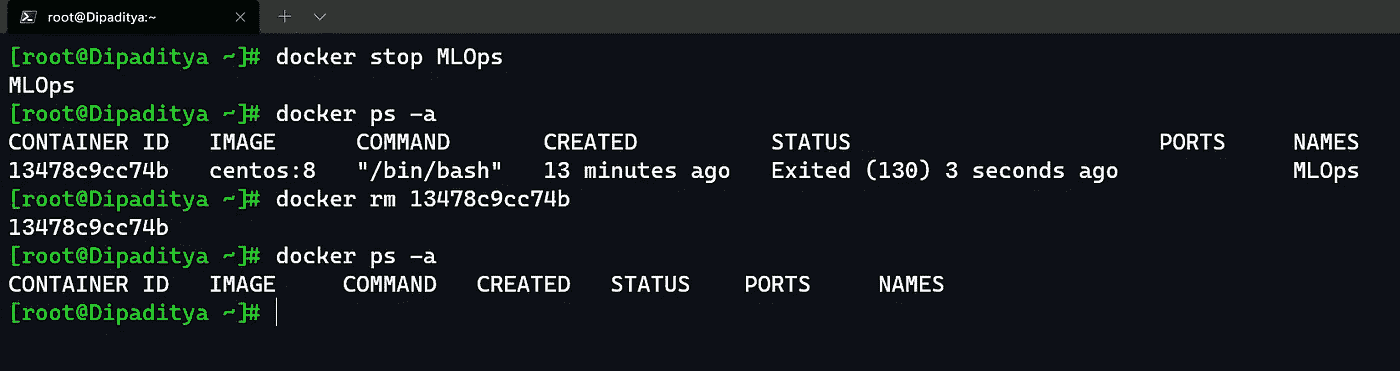 root@Dipaditya:~
[root@Dipaditya ~]# docker stop MLOps
MLOps
[root@Dipaditya ~]# docker ps -a
CONTAINER ID   IMAGE      COMMAND       CREATED          STATUS                       PORTS     NAMES
13478c9cc74b   centos:8   "/bin/bash"   13 minutes ago   Exited (130) 3 seconds ago             MLOps
[root@Dipaditya ~]# docker rm 13478c9cc74b
13478c9cc74b
[root@Dipaditya ~]# docker ps -a
CONTAINER ID   IMAGE     COMMAND   CREATED   STATUS    PORTS     NAMES
[root@Dipaditya ~]#